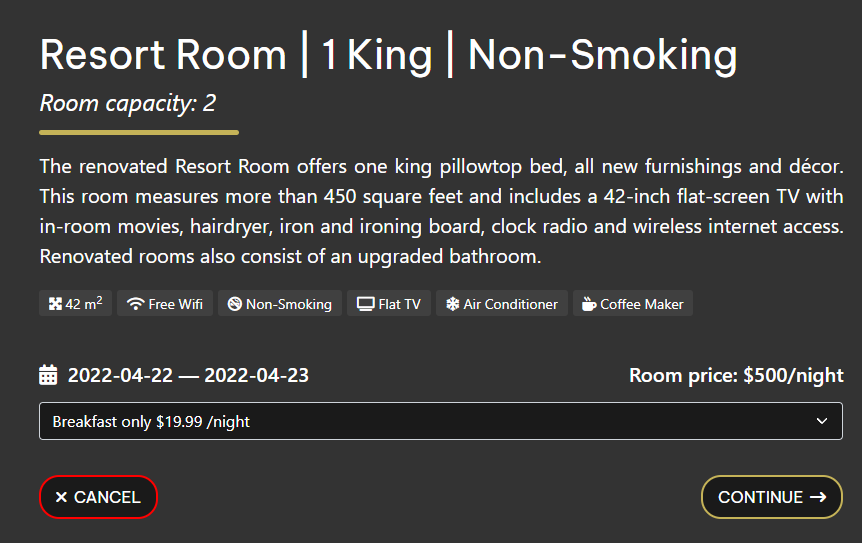 Resort Room | 1 King | Non-Smoking
Room capacity: 2
The renovated Resort Room offers one king pillowtop bed, all new furnishings and décor.
This room measures more than 450 square feet and includes a 42-inch flat-screen TV with
in-room movies, hairdryer, iron and ironing board, clock radio and wireless internet access.
Renovated rooms also consist of an upgraded bathroom.
42 m² Free Wifi Non-Smoking Flat TV Air Conditioner Coffee Maker
2022-04-22 — 2022-04-23 Room price: $500/night
Breakfast only $19.99 /night
CANCEL CONTINUE